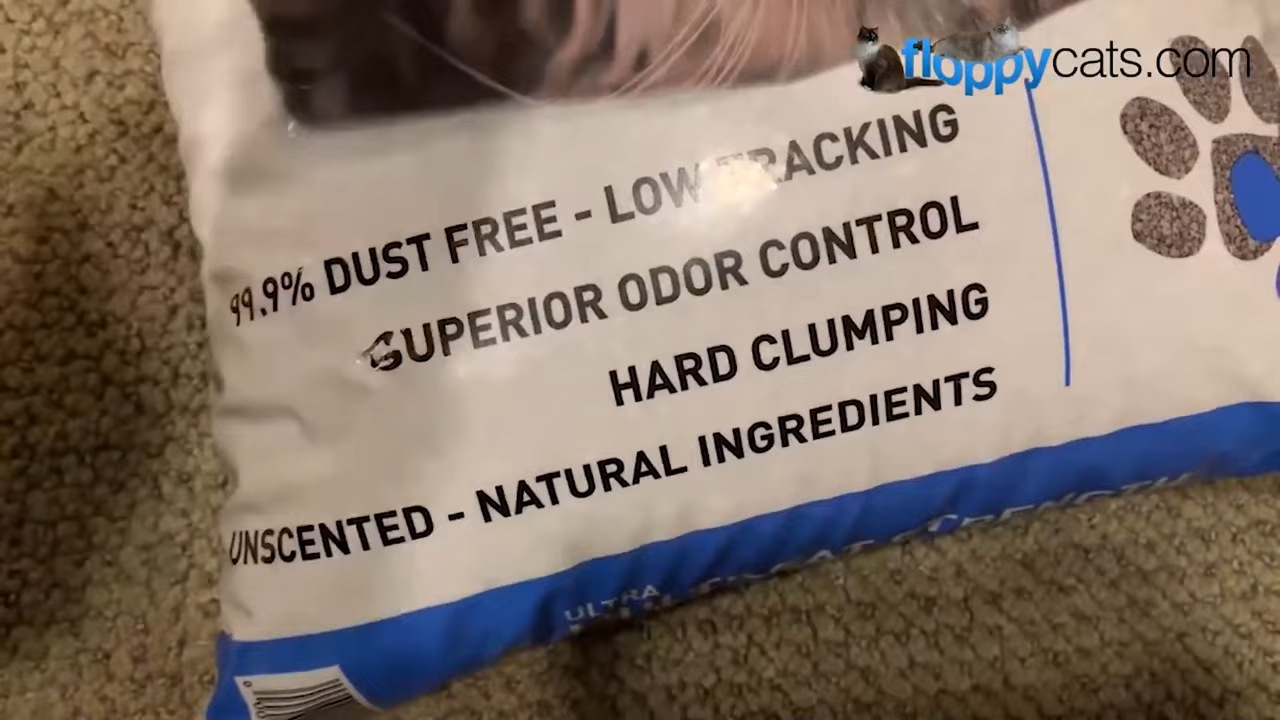 floppycats.com
99.9% DUST FREE - LOW TRACKING
SUPERIOR ODOR CONTROL
HARD CLUMPING
UNSCENTED - NATURAL INGREDIENTS
ULTRA